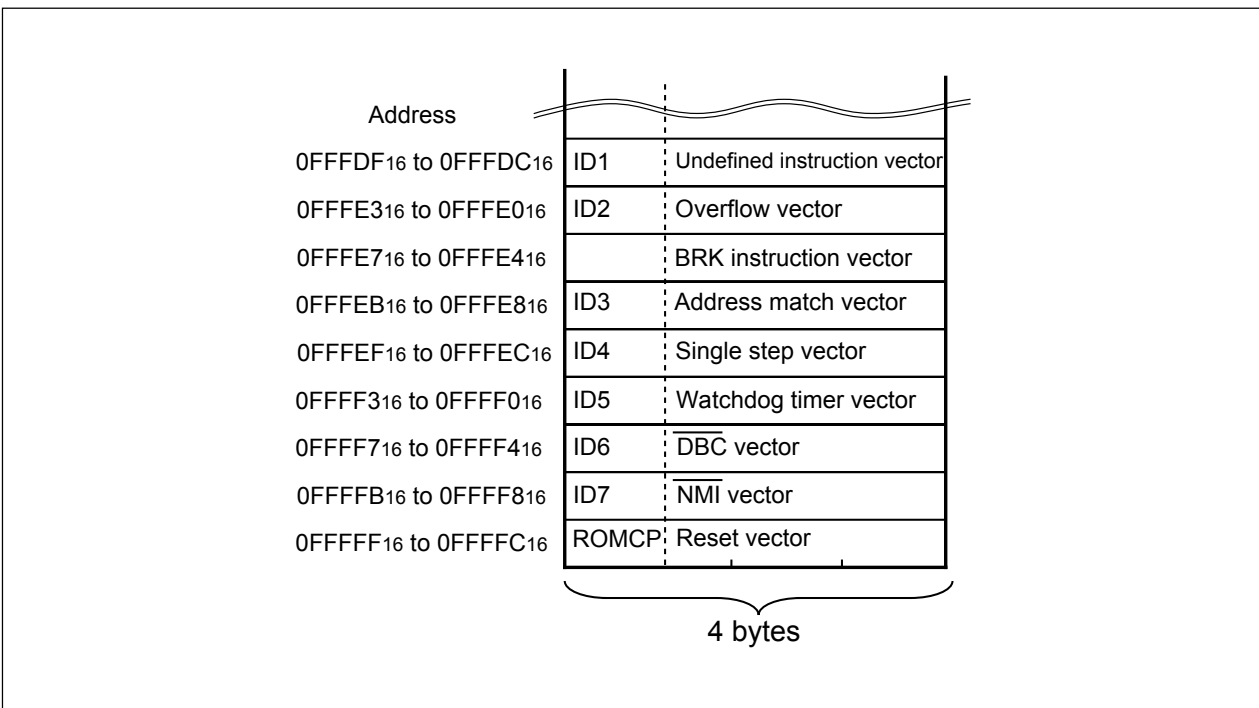 Address
0FFFDF16 to 0FFFDC16 ID1 Undefined instruction vector
0FFFE316 to 0FFFE016 ID2 Overflow vector
0FFFE716 to 0FFFE416 BRK instruction vector
0FFFEB16 to 0FFFE816 ID3 Address match vector
0FFFEF16 to 0FFFEC16 ID4 Single step vector
0FFFF316 to 0FFFF016 ID5 Watchdog timer vector
0FFFF716 to 0FFFF416 ID6 D̅B̅C̅ vector
0FFFFB16 to 0FFFF816 ID7 N̅M̅I̅ vector
0FFFFF16 to 0FFFFC16 ROMCP Reset vector
4 bytes